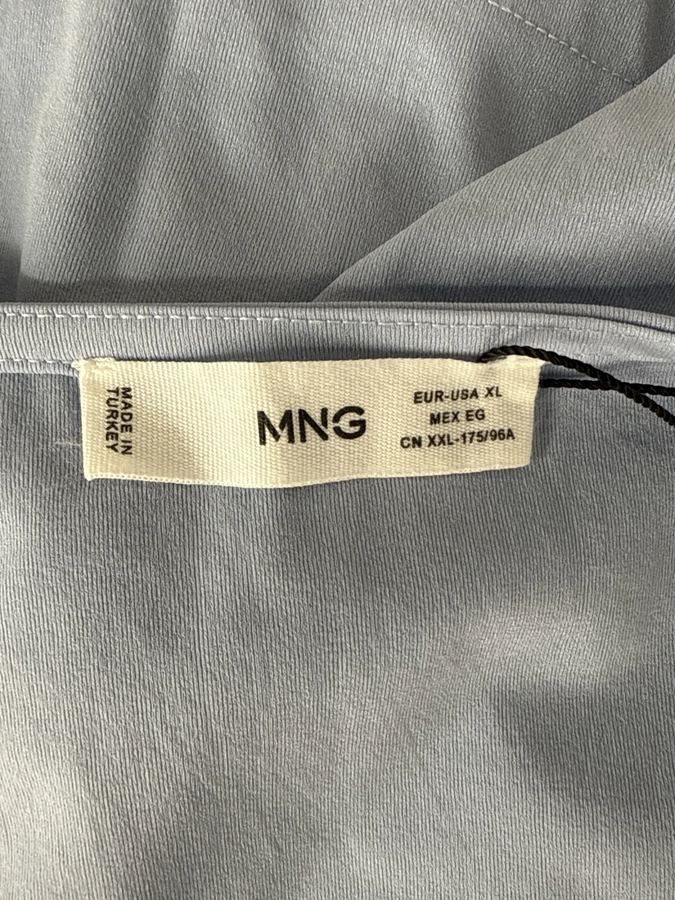 MADE IN
TURKEY
MNG
EUR-USA XL
MEX EG
CN XXL-175/96A